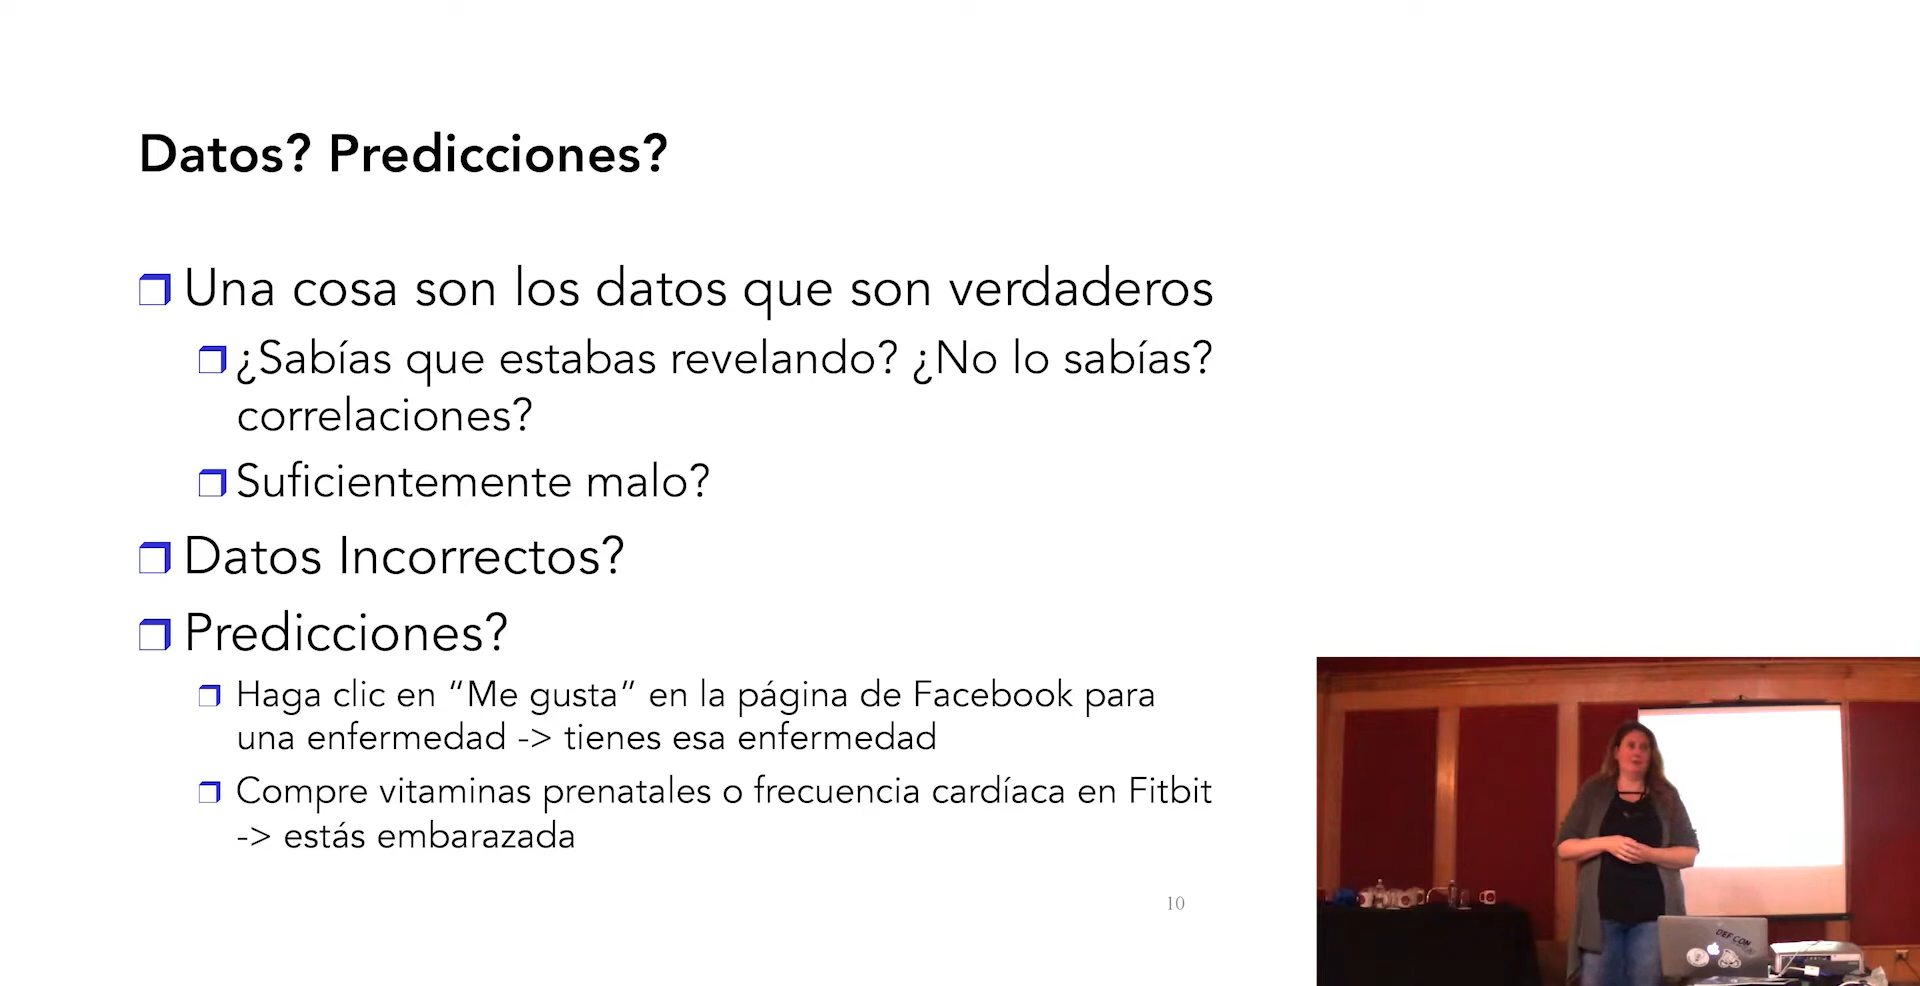 Datos? Predicciones?
Una cosa son los datos que son verdaderos
¿Sabías que estabas revelando? ¿No lo sabías?
correlaciones?
Suficientemente malo?
Datos Incorrectos?
Predicciones?
Haga clic en “Me gusta” en la página de Facebook para
una enfermedad -> tienes esa enfermedad
Compre vitaminas prenatales o frecuencia cardíaca en Fitbit
-> estás embarazada
10
DEF CON